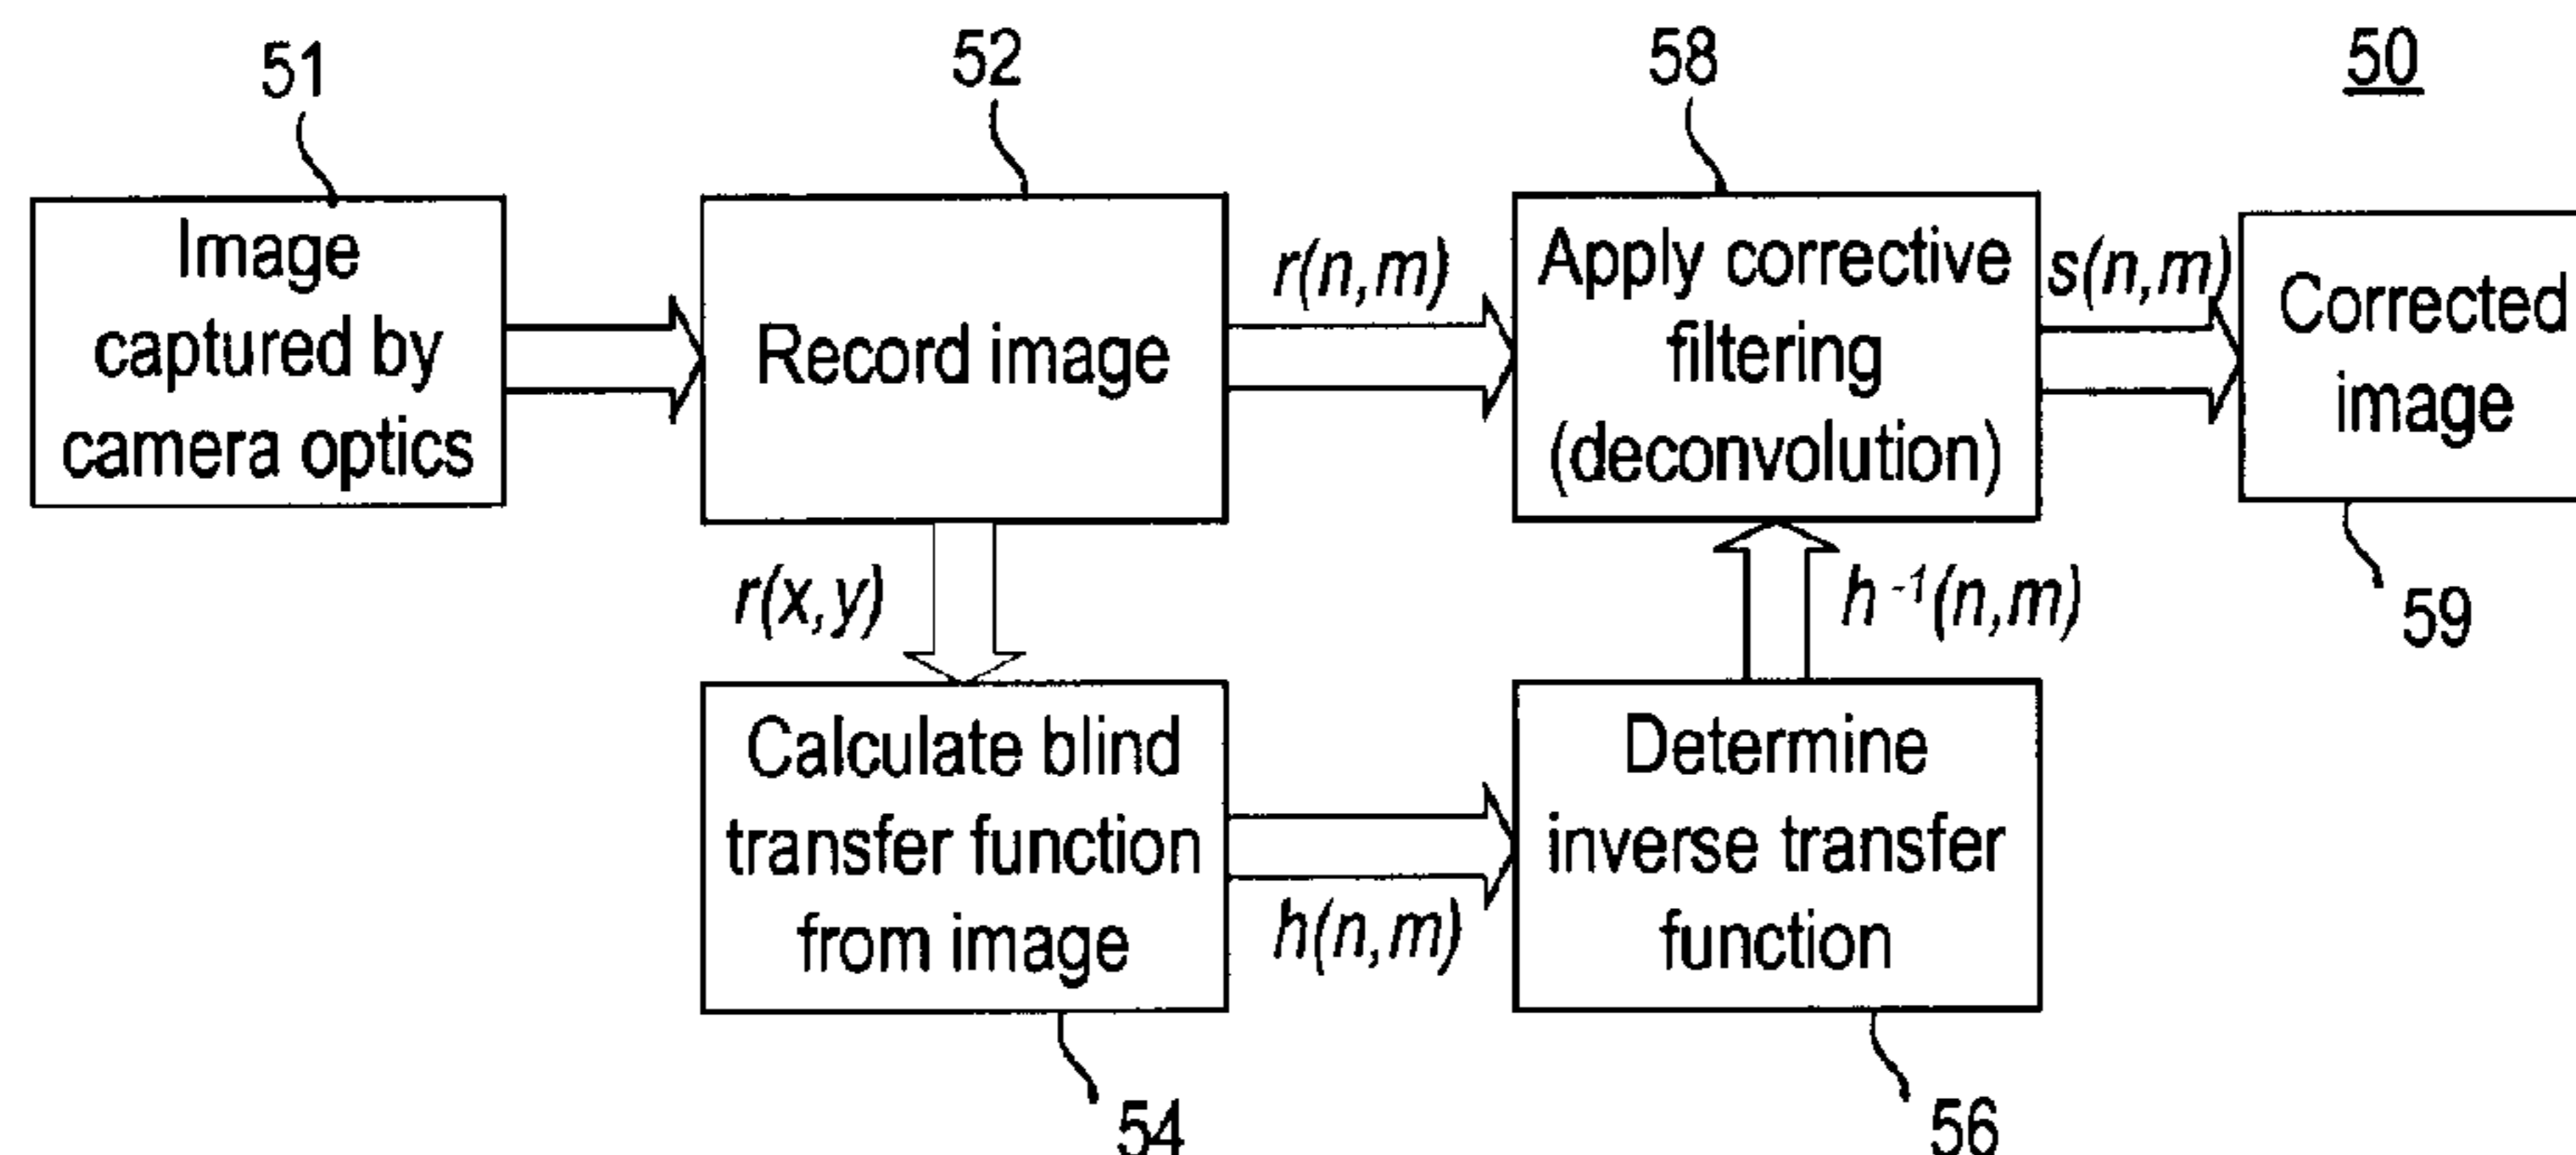 51
52
58
50
Image
captured by
camera optics
Record image
r(n,m)
Apply corrective
filtering
(deconvolution)
s(n,m)
Corrected
image
59
r(x,y)
h⁻¹(n,m)
Calculate blind
transfer function
from image
h(n,m)
Determine
inverse transfer
function
54
56